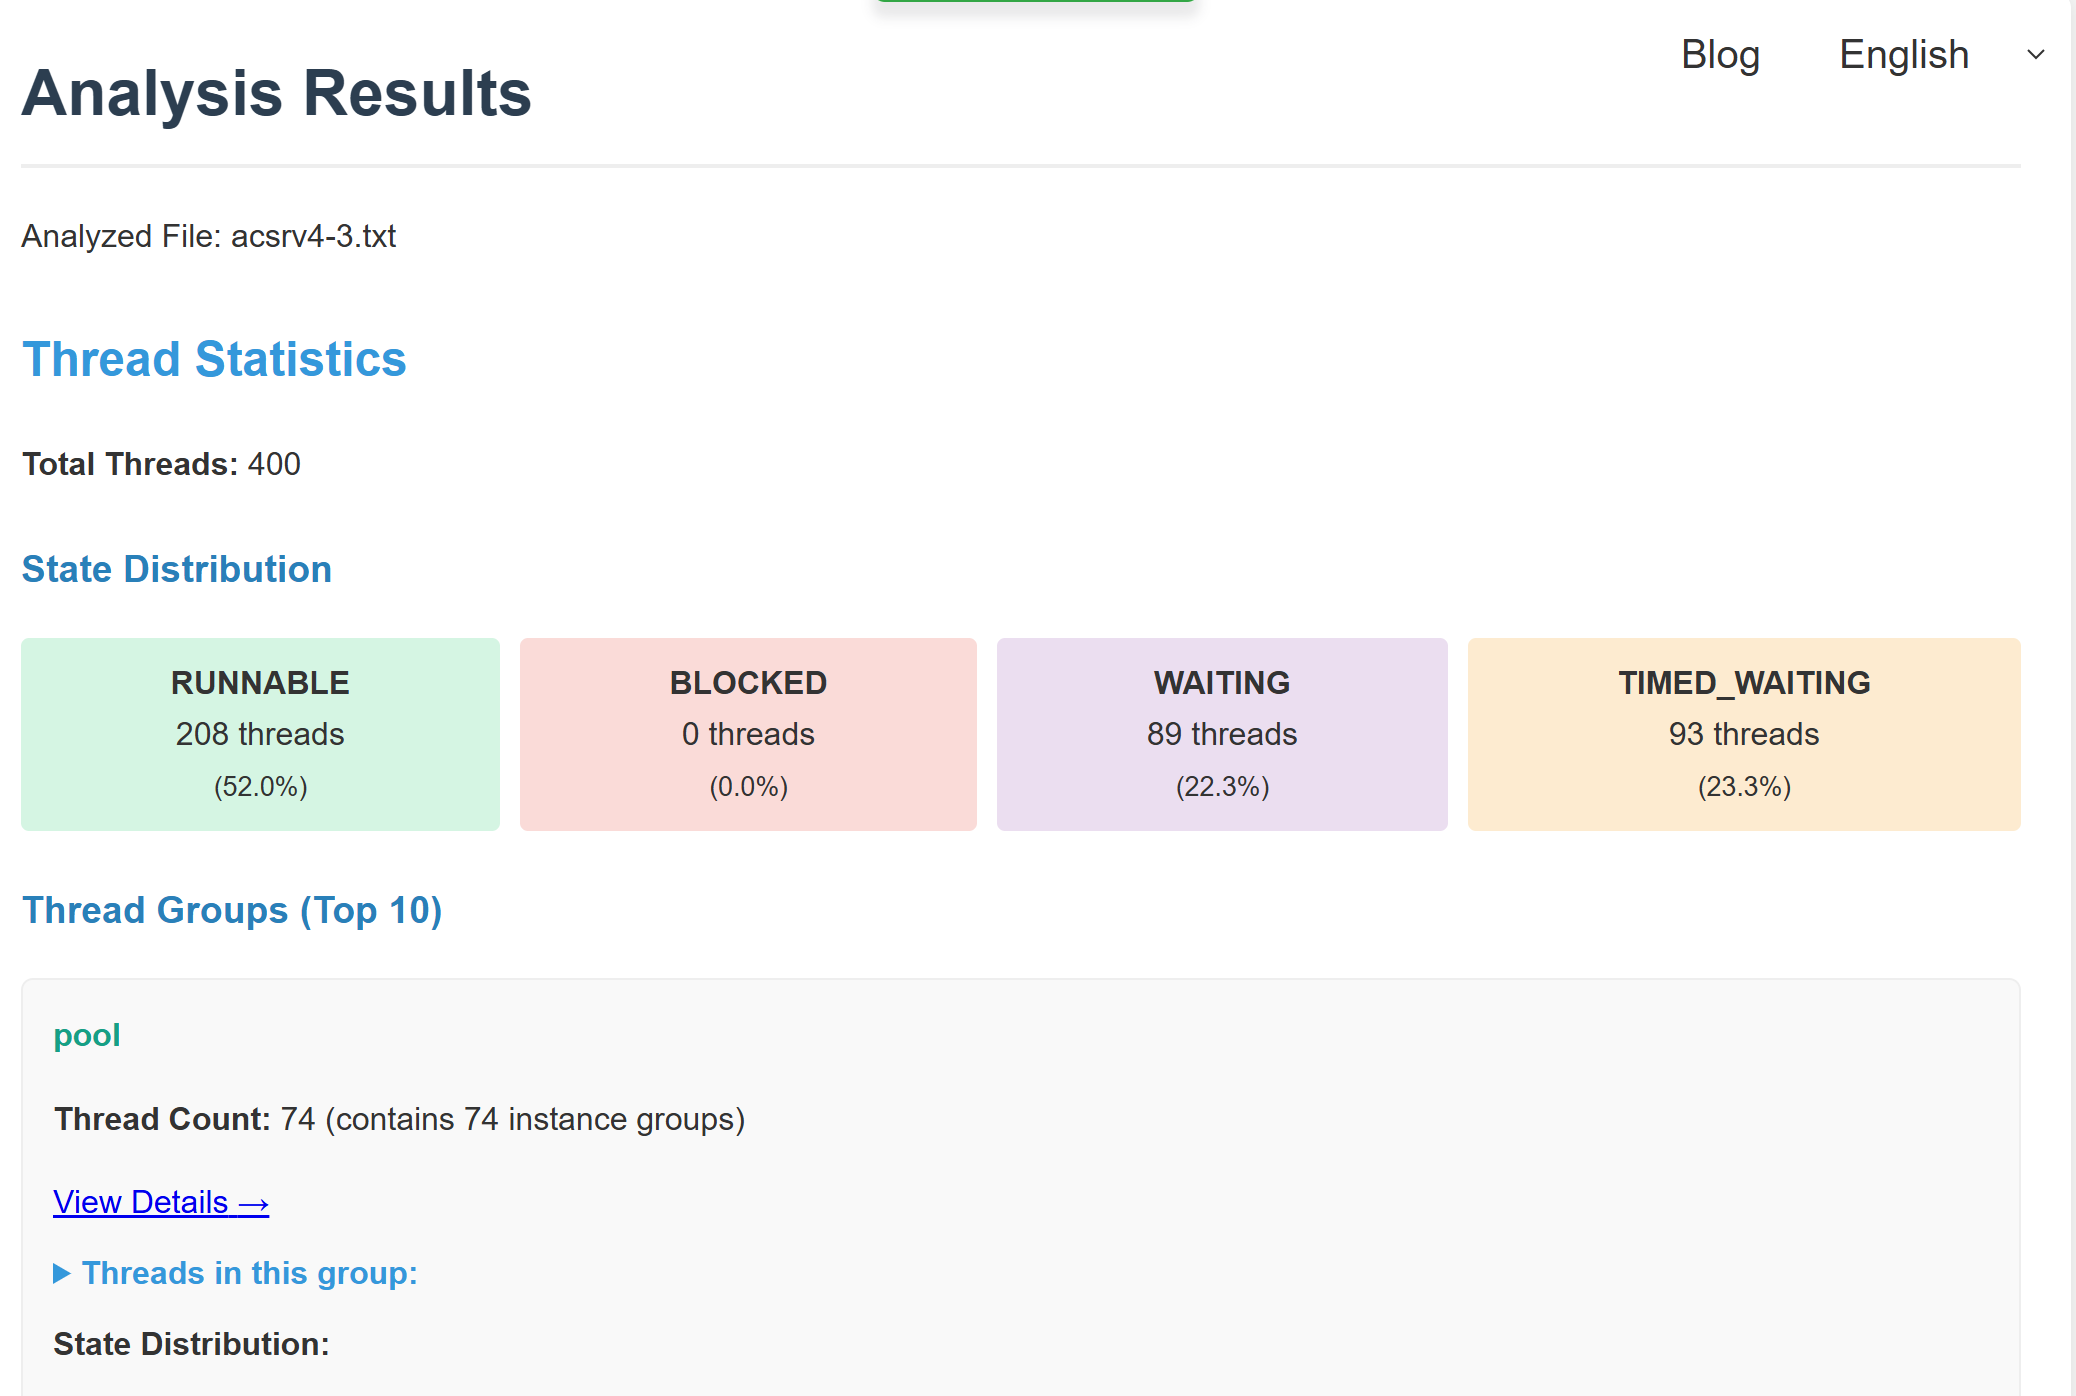 Blog English
Analysis Results
Analyzed File: acsrv4-3.txt
Thread Statistics
Total Threads: 400
State Distribution
RUNNABLE
208 threads
(52.0%)
BLOCKED
0 threads
(0.0%)
WAITING
89 threads
(22.3%)
TIMED_WAITING
93 threads
(23.3%)
Thread Groups (Top 10)
pool
Thread Count: 74 (contains 74 instance groups)
View Details →
Threads in this group:
State Distribution: